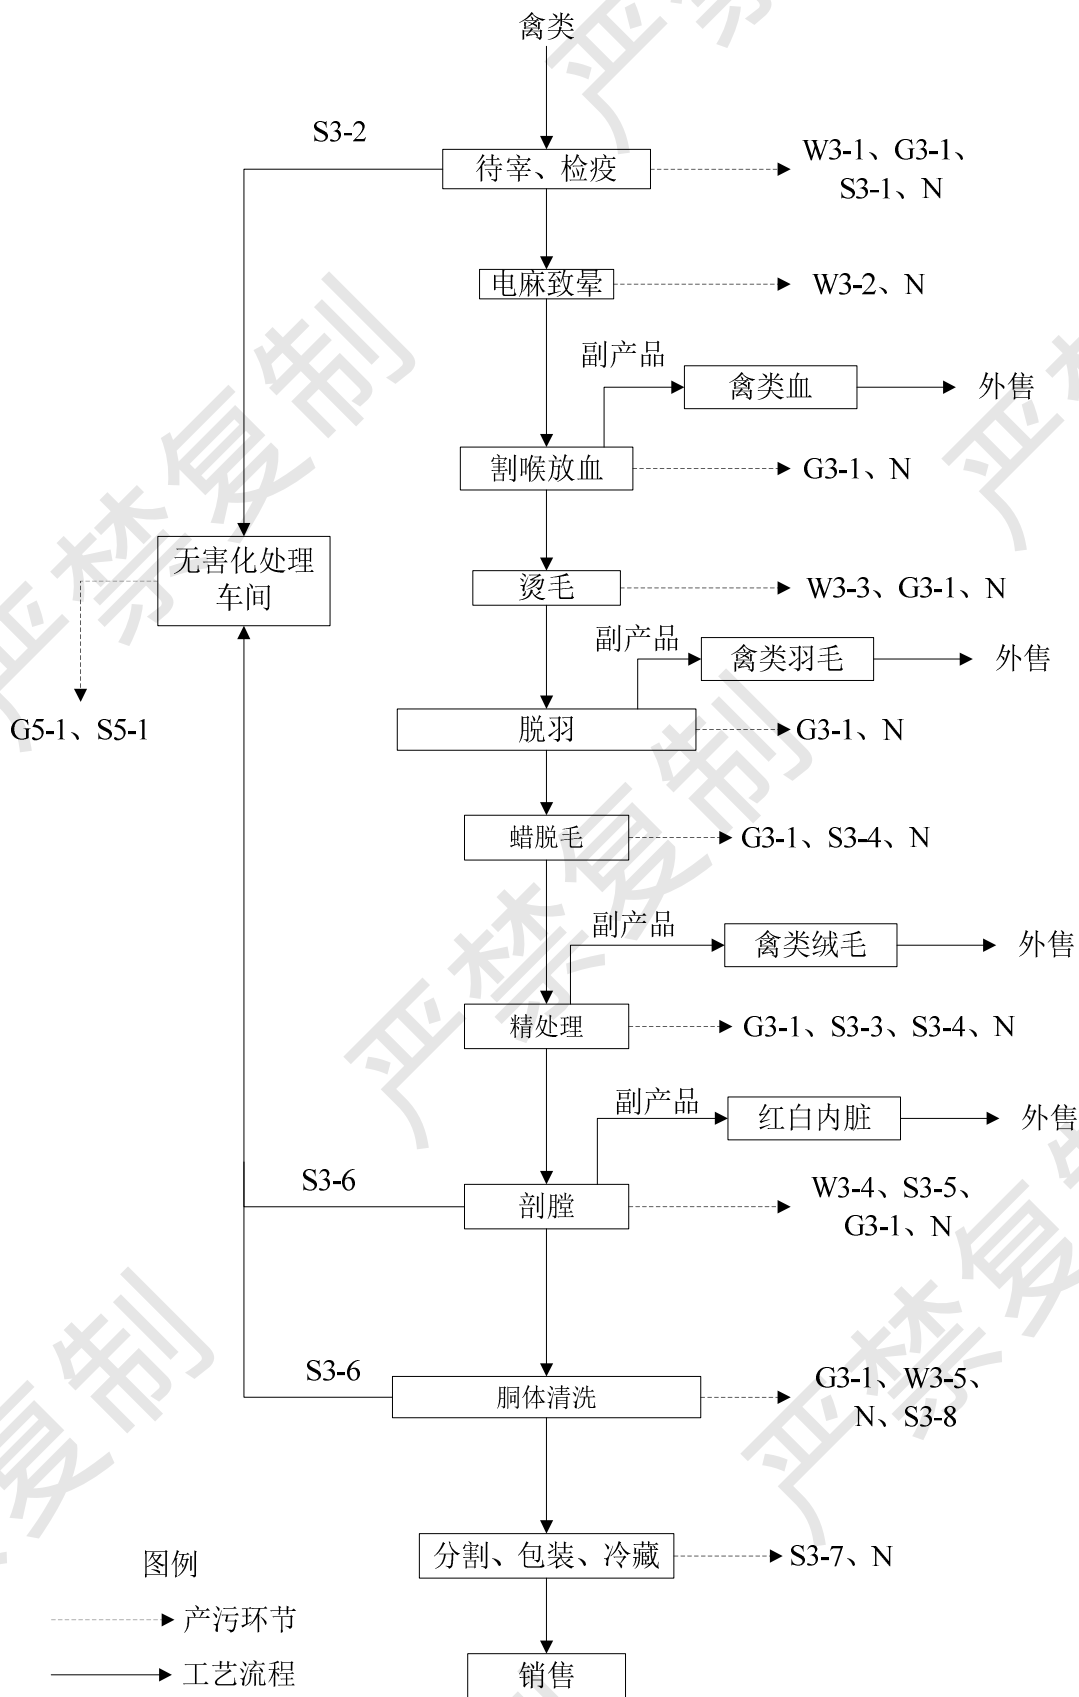 禽类
S3-2
待宰、检疫
W3-1、G3-1、
S3-1、N
电麻致晕
W3-2、N
副产品
禽类血
外售
割喉放血
G3-1、N
无害化处理
车间
烫毛
W3-3、G3-1、N
副产品
禽类羽毛
外售
G5-1、S5-1
脱羽
G3-1、N
蜡脱毛
G3-1、S3-4、N
副产品
禽类绒毛
外售
精处理
G3-1、S3-3、S3-4、N
副产品
红白内脏
外售
S3-6
剖膛
W3-4、S3-5、
G3-1、N
S3-6
胴体清洗
G3-1、W3-5、
N、S3-8
分割、包装、冷藏
S3-7、N
图例
产污环节
工艺流程
销售
严禁复制
严禁复制
严禁复制
严禁复制
严禁复制
严禁复制